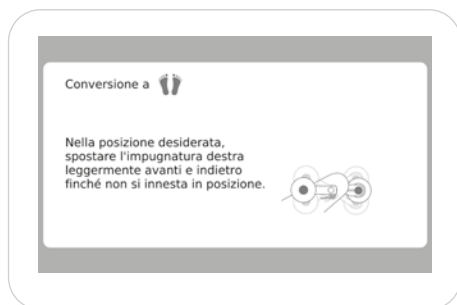 Conversione a
Nella posizione desiderata,
spostare l'impugnatura destra
leggermente avanti e indietro
finché non si innesta in posizione.